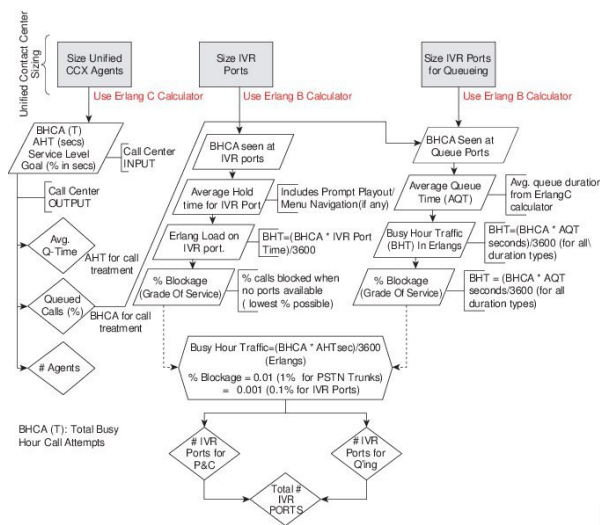 Unified Contact Center
Sizing
Size Unified
CCX Agents
Size IVR
Ports
Size IVR Ports
for Queueing
Use Erlang C Calculator
Use Erlang B Calculator
Use Erlang B Calculator
BHCA (T)
AHT (secs)
Service Level
Goal (% in secs)
Call Center
INPUT
Call Center
OUTPUT
Avg.
Q-Time
AHT for call
treatment
Queued
Calls (%)
BHCA for call
treatment
# Agents
BHCA (T): Total Busy
Hour Call Attempts
BHCA seen at
IVR ports
Average Hold
time for IVR Port
Includes Prompt Playout/
Menu Navigation(if any)
Erlang Load on
IVR port.
BHT=(BHCA * IVR Port
Time)/3600
% Blockage
(Grade Of Service)
% calls blocked when
no ports available
( lowest % possible)
BHCA Seen at
Queue Ports
Average Queue
Time (AQT)
Avg. queue duration
from ErlangC
calculator
Busy Hour Traffic
(BHT) In Erlangs
BHT=(BHCA * AQT
seconds)/3600 (for all\
duration types)
% Blockage
(Grade Of Service)
BHT = (BHCA * AQT
seconds/3600 (for all
duration types)
Busy Hour Traffic=(BHCA * AHTsec)/3600
(Erlangs)
% Blockage = 0.01 (1% for PSTN Trunks)
= 0.001 (0.1% for IVR Ports)
# IVR
Ports for
P&C
# IVR
Ports for
Q'ing
Total #
IVR
PORTS